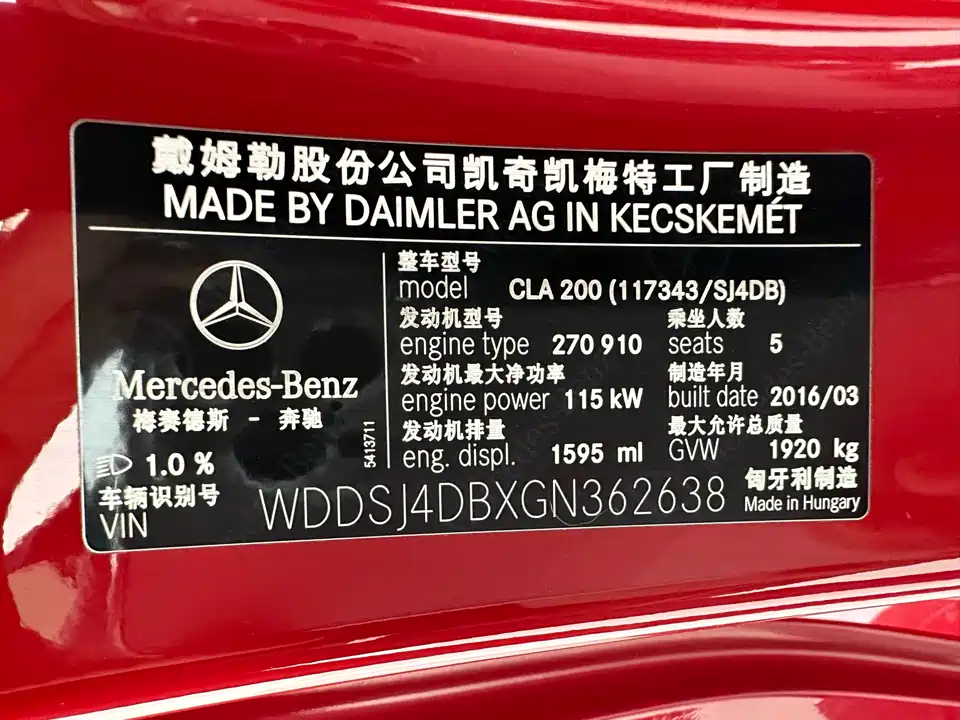 戴姆勒股份公司凯奇凯梅特工厂制造
MADE BY DAIMLER AG IN KECSKEMÉT
Mercedes-Benz
梅赛德斯 - 奔驰
1.0 %
整车型号
model CLA 200 (117343/SJ4DB)
发动机型号 乘坐人数
engine type 270 910 seats 5
发动机最大净功率 制造年月
engine power 115 kW built date 2016/03
发动机排量 最大允许总质量
eng. displ. 1595 ml GVW 1920 kg
5413711
车辆识别号
VIN WDDSJ4DBXGN362638
匈牙利制造
Made in Hungary